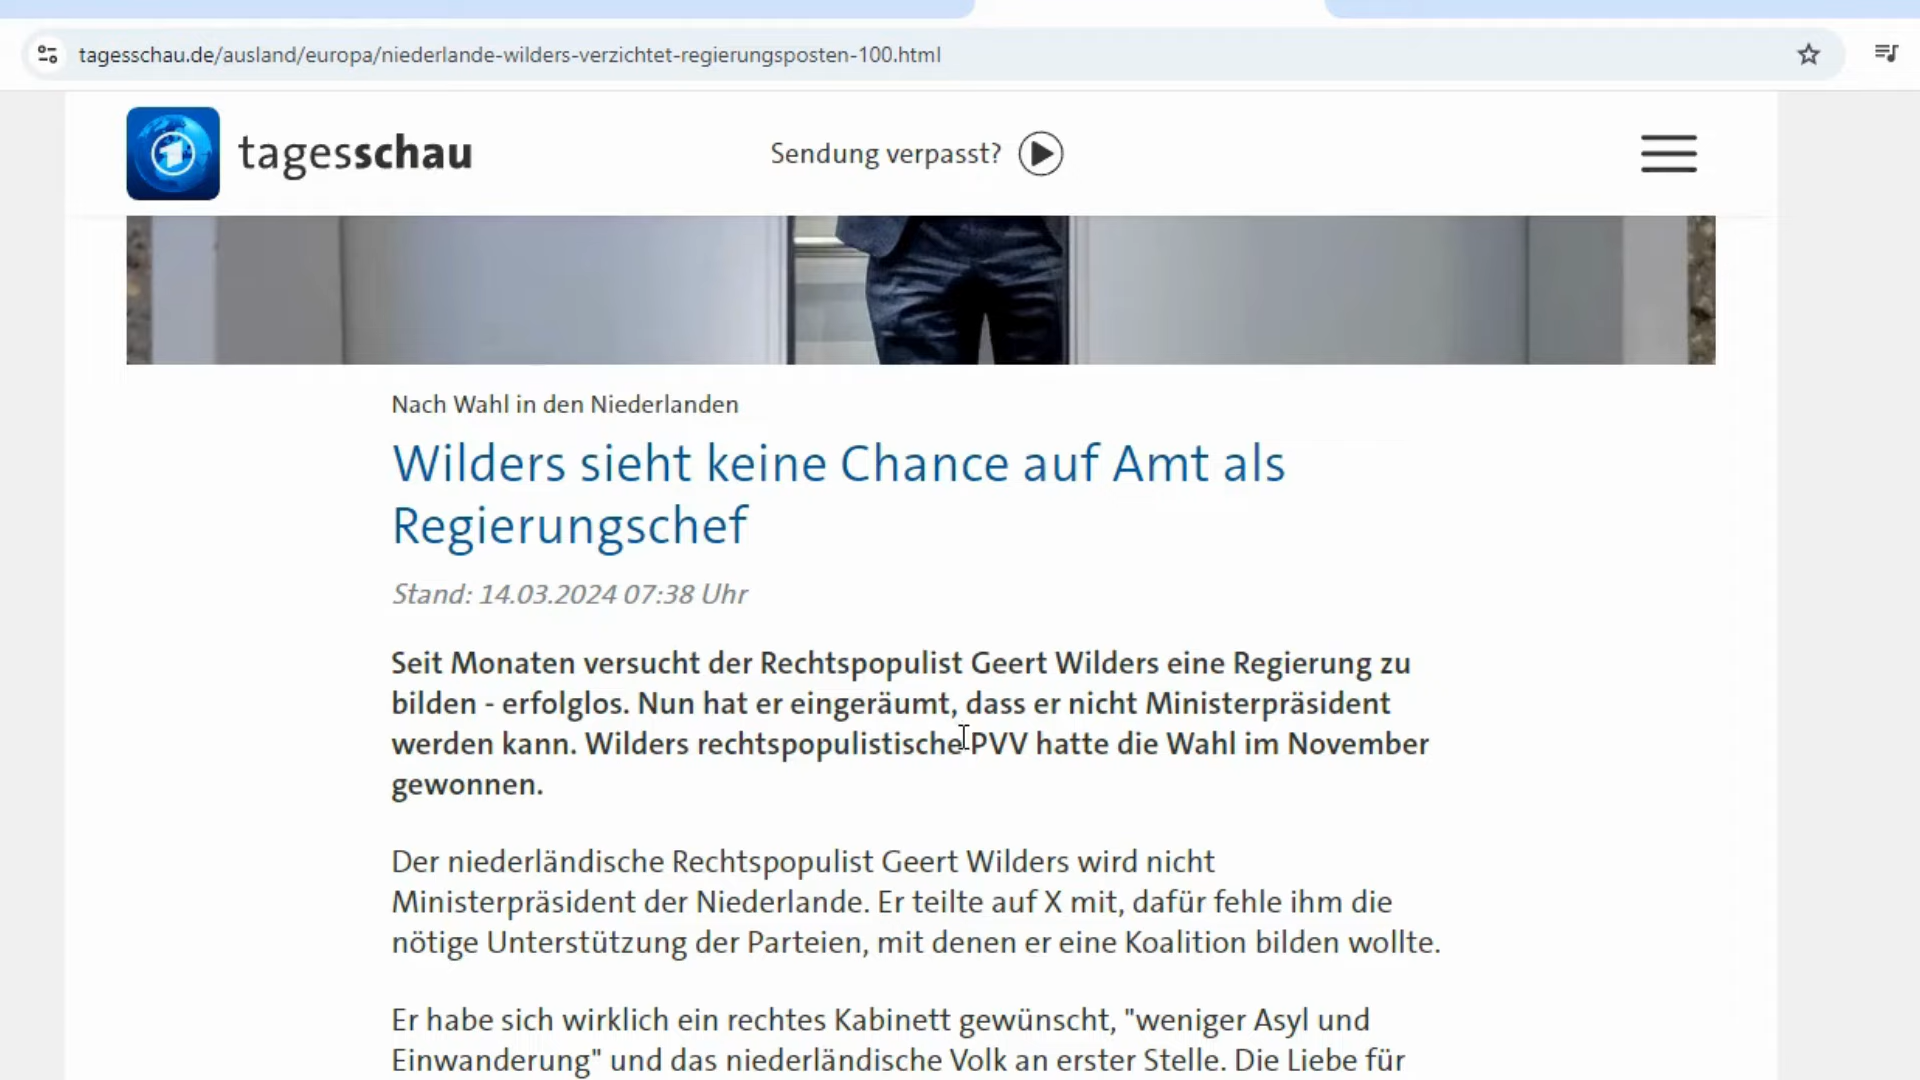 tagesschau.de/ausland/europa/niederlande-wilders-verzichtet-regierungsposten-100.html
tagesschau
Sendung verpasst?
Nach Wahl in den Niederlanden
Wilders sieht keine Chance auf Amt als
Regierungschef
Stand: 14.03.2024 07:38 Uhr
Seit Monaten versucht der Rechtspopulist Geert Wilders eine Regierung zu
bilden - erfolglos. Nun hat er eingeräumt, dass er nicht Ministerpräsident
werden kann. Wilders rechtspopulistische PVV hatte die Wahl im November
gewonnen.
Der niederländische Rechtspopulist Geert Wilders wird nicht
Ministerpräsident der Niederlande. Er teilte auf X mit, dafür fehle ihm die
nötige Unterstützung der Parteien, mit denen er eine Koalition bilden wollte.
Er habe sich wirklich ein rechtes Kabinett gewünscht, "weniger Asyl und
Einwanderung" und das niederländische Volk an erster Stelle. Die Liebe für